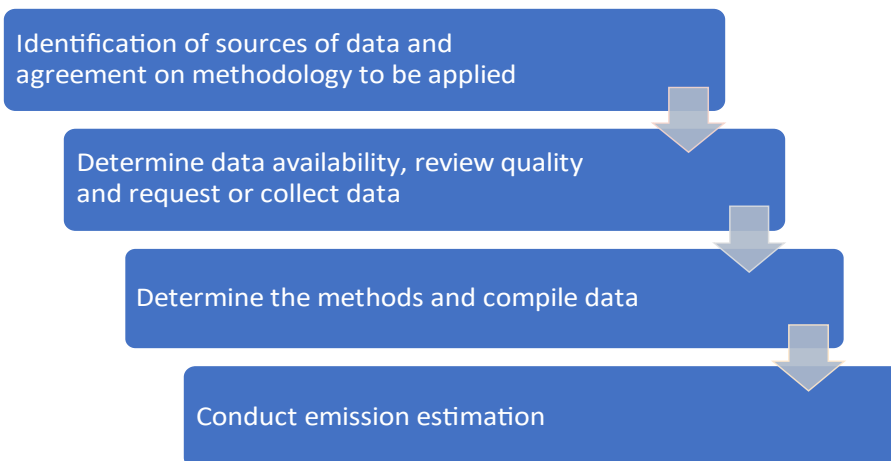 Identification of sources of data and
agreement on methodology to be applied
Determine data availability, review quality
and request or collect data
Determine the methods and compile data
Conduct emission estimation